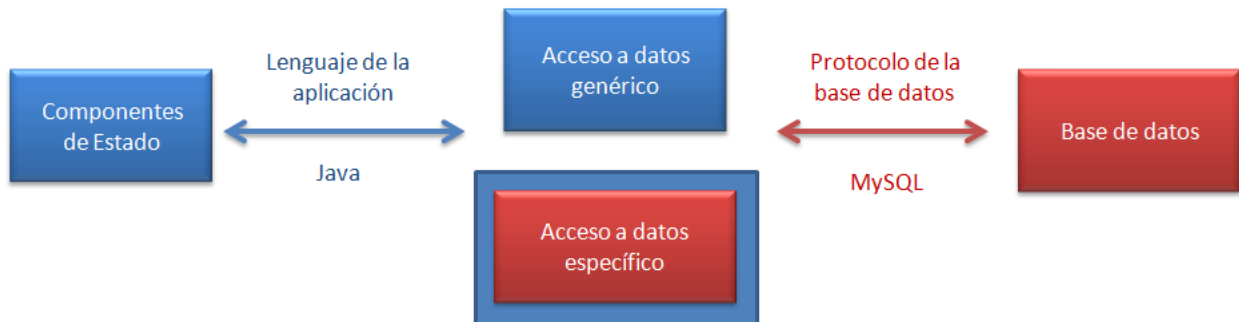 Componentes
de Estado
Lenguaje de la
aplicación
Java
Acceso a datos
genérico
Acceso a datos
específico
Protocolo de la
base de datos
MySQL
Base de datos